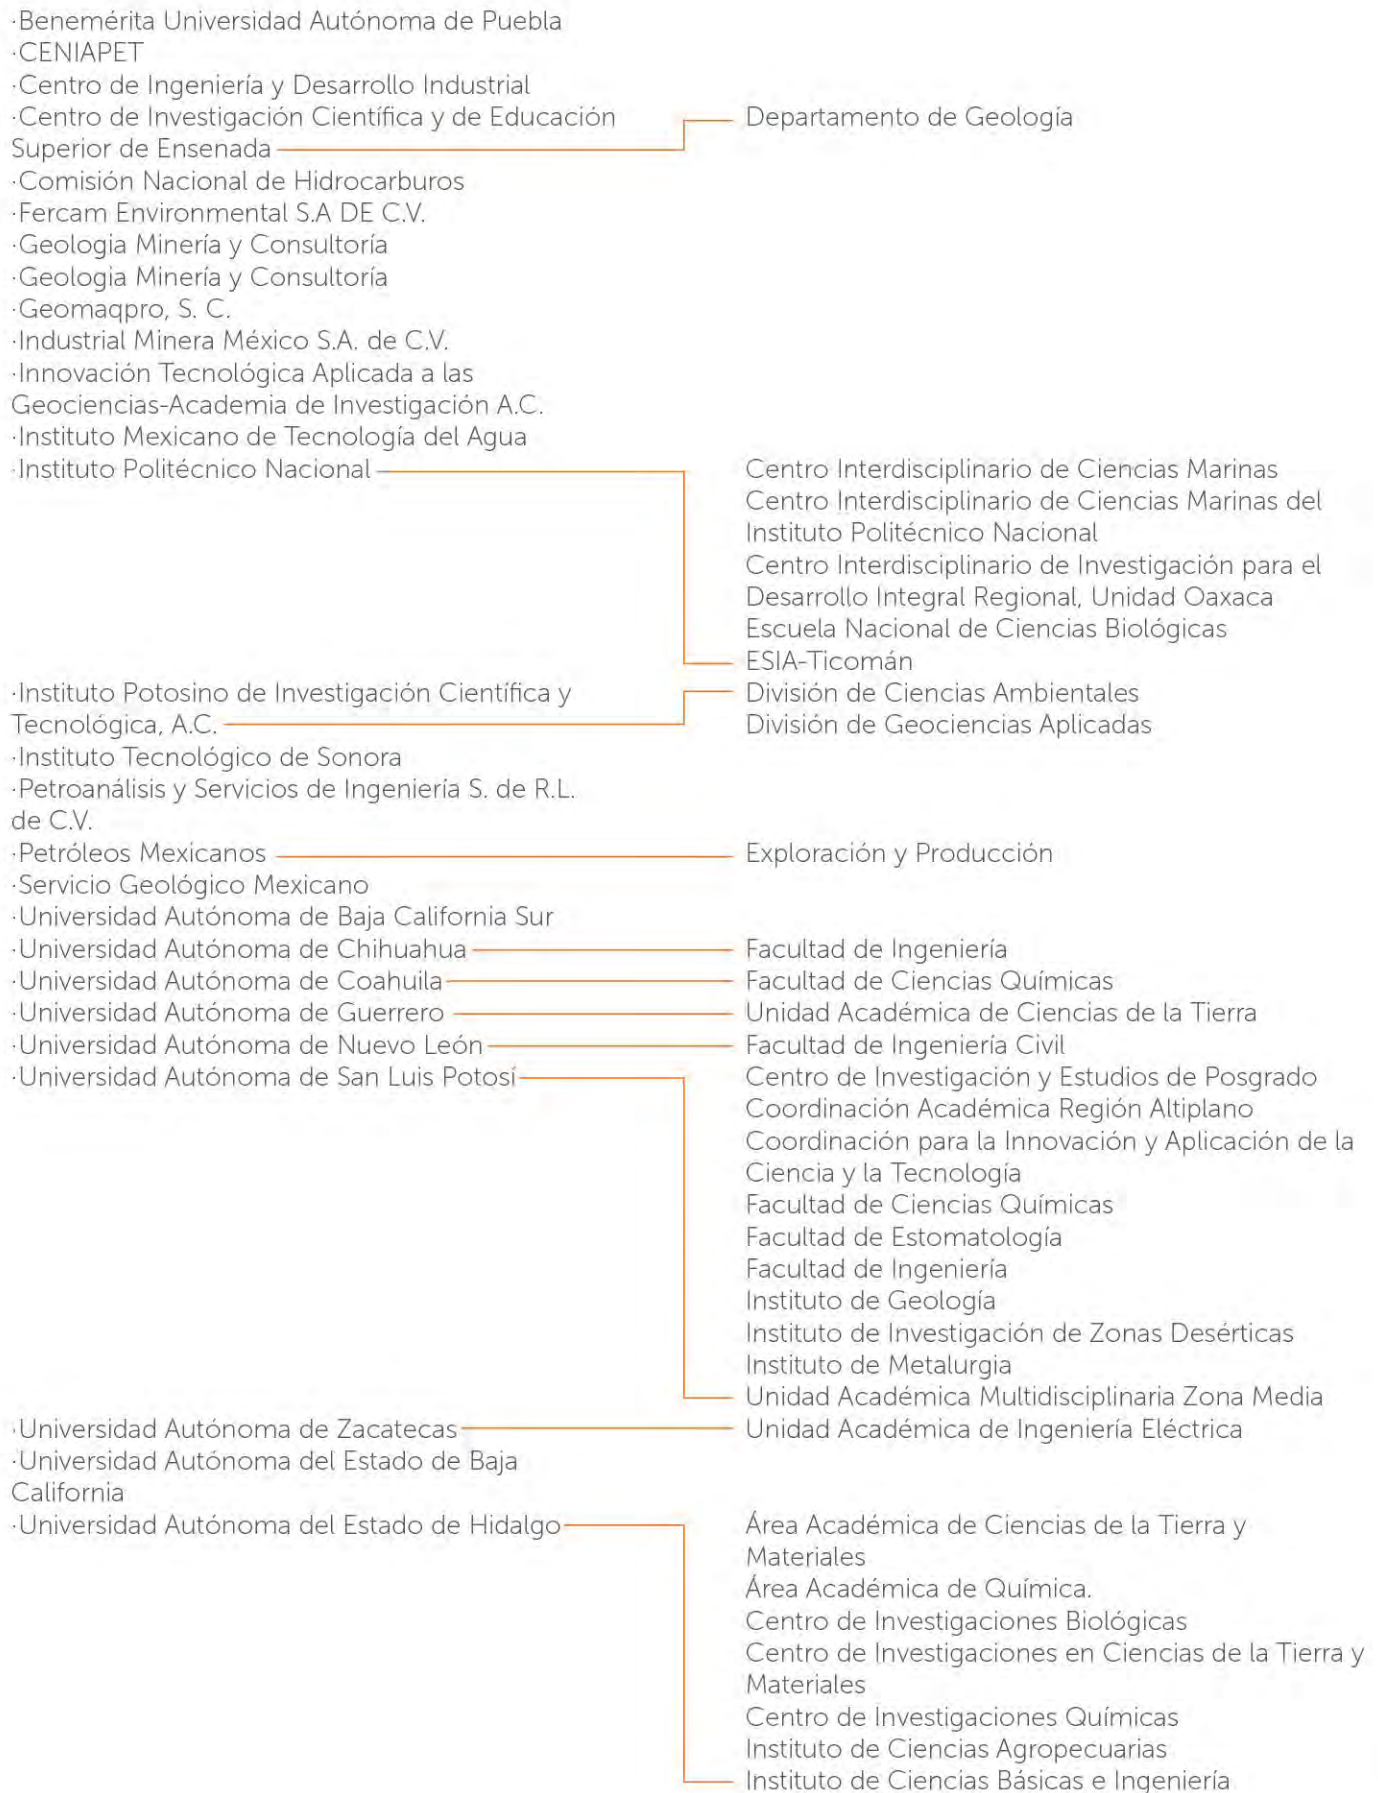 ·Benemérita Universidad Autónoma de Puebla
·CENIAPET
·Centro de Ingeniería y Desarrollo Industrial
·Centro de Investigación Científica y de Educación
Superior de Ensenada
Departamento de Geología
·Comisión Nacional de Hidrocarburos
·Fercam Environmental S.A DE C.V.
·Geologia Minería y Consultoría
·Geologia Minería y Consultoría
·Geomaqpro, S. C.
·Industrial Minera México S.A. de C.V.
·Innovación Tecnológica Aplicada a las
Geociencias-Academia de Investigación A.C.
·Instituto Mexicano de Tecnología del Agua
·Instituto Politécnico Nacional
Centro Interdisciplinario de Ciencias Marinas
Centro Interdisciplinario de Ciencias Marinas del
Instituto Politécnico Nacional
Centro Interdisciplinario de Investigación para el
Desarrollo Integral Regional, Unidad Oaxaca
Escuela Nacional de Ciencias Biológicas
ESIA-Ticomán
·Instituto Potosino de Investigación Científica y
Tecnológica, A.C.
División de Ciencias Ambientales
División de Geociencias Aplicadas
·Instituto Tecnológico de Sonora
·Petroanálisis y Servicios de Ingeniería S. de R.L.
de C.V.
·Petróleos Mexicanos
Exploración y Producción
·Servicio Geológico Mexicano
·Universidad Autónoma de Baja California Sur
·Universidad Autónoma de Chihuahua
Facultad de Ingeniería
·Universidad Autónoma de Coahuila
Facultad de Ciencias Químicas
·Universidad Autónoma de Guerrero
Unidad Académica de Ciencias de la Tierra
·Universidad Autónoma de Nuevo León
Facultad de Ingeniería Civil
·Universidad Autónoma de San Luis Potosí
Centro de Investigación y Estudios de Posgrado
Coordinación Académica Región Altiplano
Coordinación para la Innovación y Aplicación de la
Ciencia y la Tecnología
Facultad de Ciencias Químicas
Facultad de Estomatología
Facultad de Ingeniería
Instituto de Geología
Instituto de Investigación de Zonas Desérticas
Instituto de Metalurgia
Unidad Académica Multidisciplinaria Zona Media
·Universidad Autónoma de Zacatecas
Unidad Académica de Ingeniería Eléctrica
·Universidad Autónoma del Estado de Baja
California
·Universidad Autónoma del Estado de Hidalgo
Área Académica de Ciencias de la Tierra y
Materiales
Área Académica de Química.
Centro de Investigaciones Biológicas
Centro de Investigaciones en Ciencias de la Tierra y
Materiales
Centro de Investigaciones Químicas
Instituto de Ciencias Agropecuarias
Instituto de Ciencias Básicas e Ingeniería